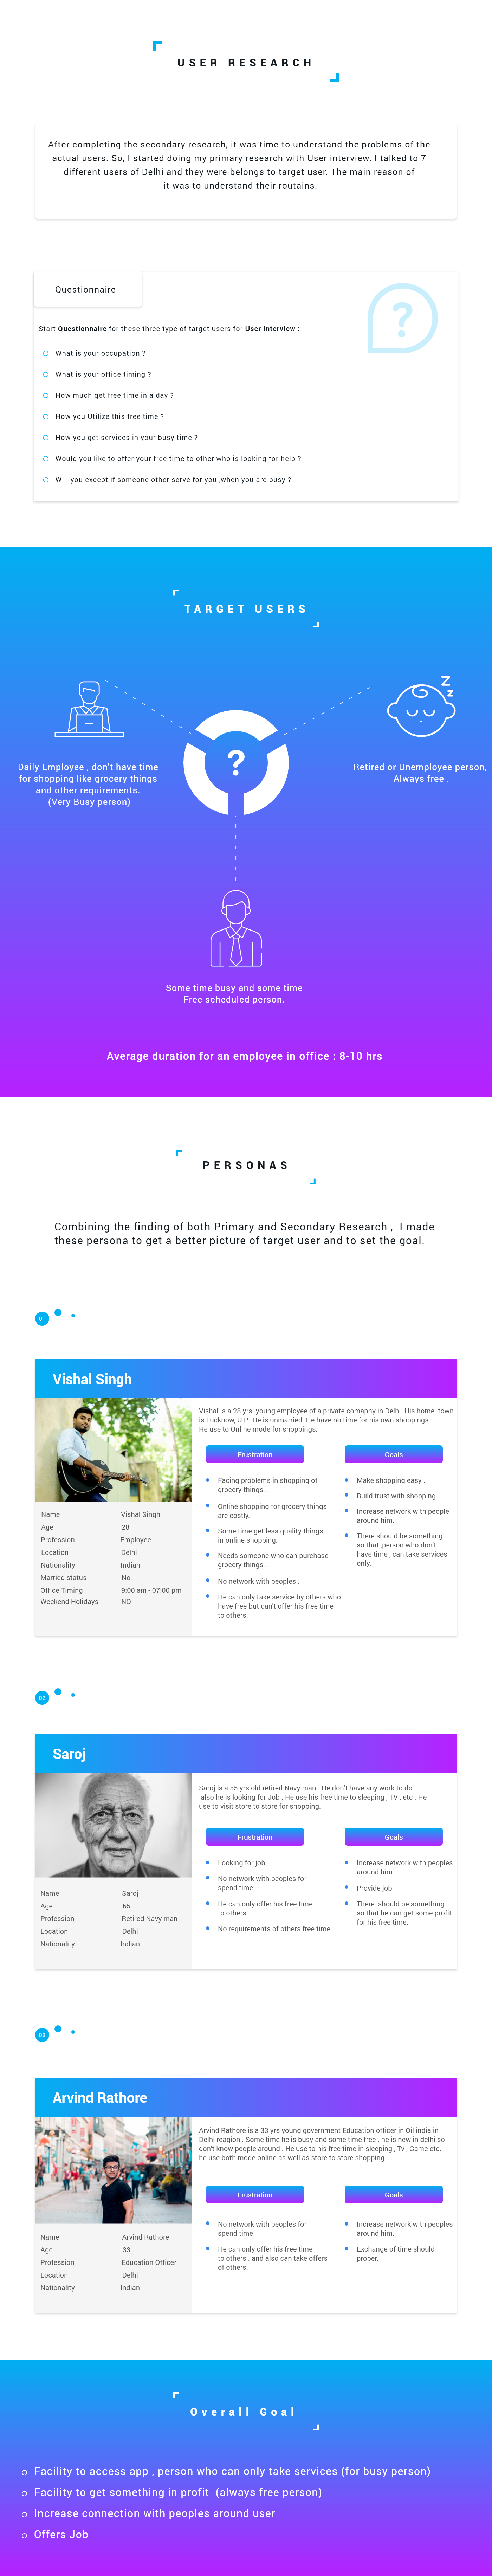 USER RESEARCH
After completing the secondary research, it was time to understand the problems of the
actual users. So, I started doing my primary research with User interview. I talked to 7
different users of Delhi and they were belongs to target user. The main reason of
it was to understand their routains.
Questionnaire
?
Start Questionnaire for these three type of target users for User Interview :
What is your occupation ?
What is your office timing ?
How much get free time in a day ?
How you Utilize this free time ?
How you get services in your busy time ?
Would you like to offer your free time to other who is looking for help ?
Will you except if someone other serve for you ,when you are busy ?
TARGET USERS
Z
z
?
Daily Employee , don't have time
for shopping like grocery things
and other requirements.
(Very Busy person)
Retired or Unemployee person,
Always free .
Some time busy and some time
Free scheduled person.
Average duration for an employee in office : 8-10 hrs
PERSONAS
Combining the finding of both Primary and Secondary Research , I made
these persona to get a better picture of target user and to set the goal.
01
Vishal Singh
Vishal is a 28 yrs young employee of a private comapny in Delhi .His home town
is Lucknow, U.P. He is unmarried. He have no time for his own shoppings.
He use to Online mode for shoppings.
Frustration
Facing problems in shopping of
grocery things .
Online shopping for grocery things
are costly.
Some time get less quality things
in online shopping.
Needs someone who can purchase
grocery things .
No network with peoples .
He can only take service by others who
have free but can't offer his free time
to others.
Goals
Make shopping easy .
Build trust with shopping.
Increase network with people
around him.
There should be something
so that ,person who don't
have time , can take services
only.
Name Vishal Singh
Age 28
Profession Employee
Location Delhi
Nationality Indian
Married status No
Office Timing 9:00 am - 07:00 pm
Weekend Holidays NO
02
Saroj
Saroj is a 55 yrs old retired Navy man . He don't have any work to do.
also he is looking for Job . He use his free time to sleeping , TV , etc . He
use to visit store to store for shopping.
Frustration
Looking for job
No network with peoples for
spend time
He can only offer his free time
to others .
No requirements of others free time.
Goals
Increase network with peoples
around him.
Provide job.
There should be something
so that he can get some profit
for his free time.
Name Saroj
Age 65
Profession Retired Navy man
Location Delhi
Nationality Indian
03
Arvind Rathore
Arvind Rathore is a 33 yrs young government Education officer in Oil india in
Delhi reagion . Some time he is busy and some time free . he is new in delhi so
don't know people around . He use to his free time in sleeping , Tv , Game etc.
he use both mode online as well as store to store shopping.
Frustration
No network with peoples for
spend time
He can only offer his free time
to others . and also can take offers
of others.
Goals
Increase network with peoples
around him.
Exchange of time should
proper.
Name Arvind Rathore
Age 33
Profession Education Officer
Location Delhi
Nationality Indian
Overall Goal
Facility to access app , person who can only take services (for busy person)
Facility to get something in profit (always free person)
Increase connection with peoples around user
Offers Job